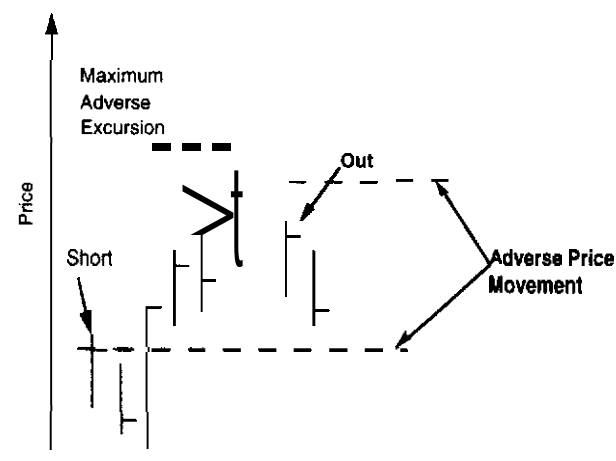 Maximum
Adverse
Excursion
Out
Price
Short
Adverse Price
Movement